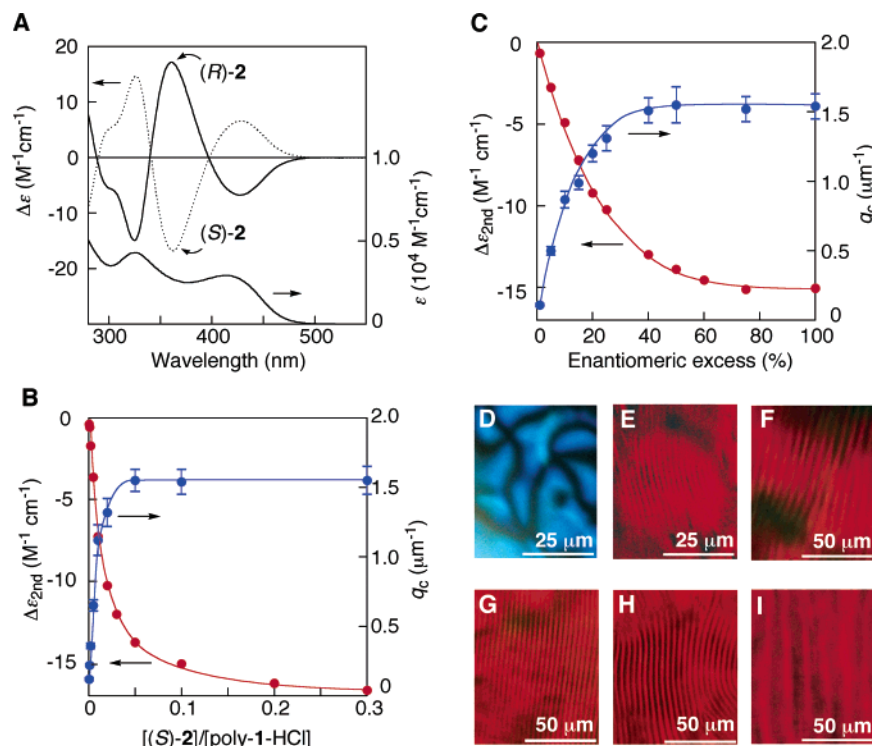 A
20
10
0
-10
-20
Δε (M⁻¹cm⁻¹)
(R)-2
(S)-2
1.0
0.5
0
ε (10⁴ M⁻¹cm⁻¹)
300
400
500
Wavelength (nm)
B
0
-5
-10
-15
Δε2nd (M⁻¹ cm⁻¹)
2.0
1.5
1.0
0.5
0
qc (μm⁻¹)
0
0.1
0.2
0.3
[(S)-2]/[poly-1-HCl]
C
0
-5
-10
-15
Δε2nd (M⁻¹ cm⁻¹)
2.0
1.5
1.0
0.5
0
qc (μm⁻¹)
0
20
40
60
80
100
Enantiomeric excess (%)
D
25 μm
E
25 μm
F
50 μm
G
50 μm
H
50 μm
I
50 μm